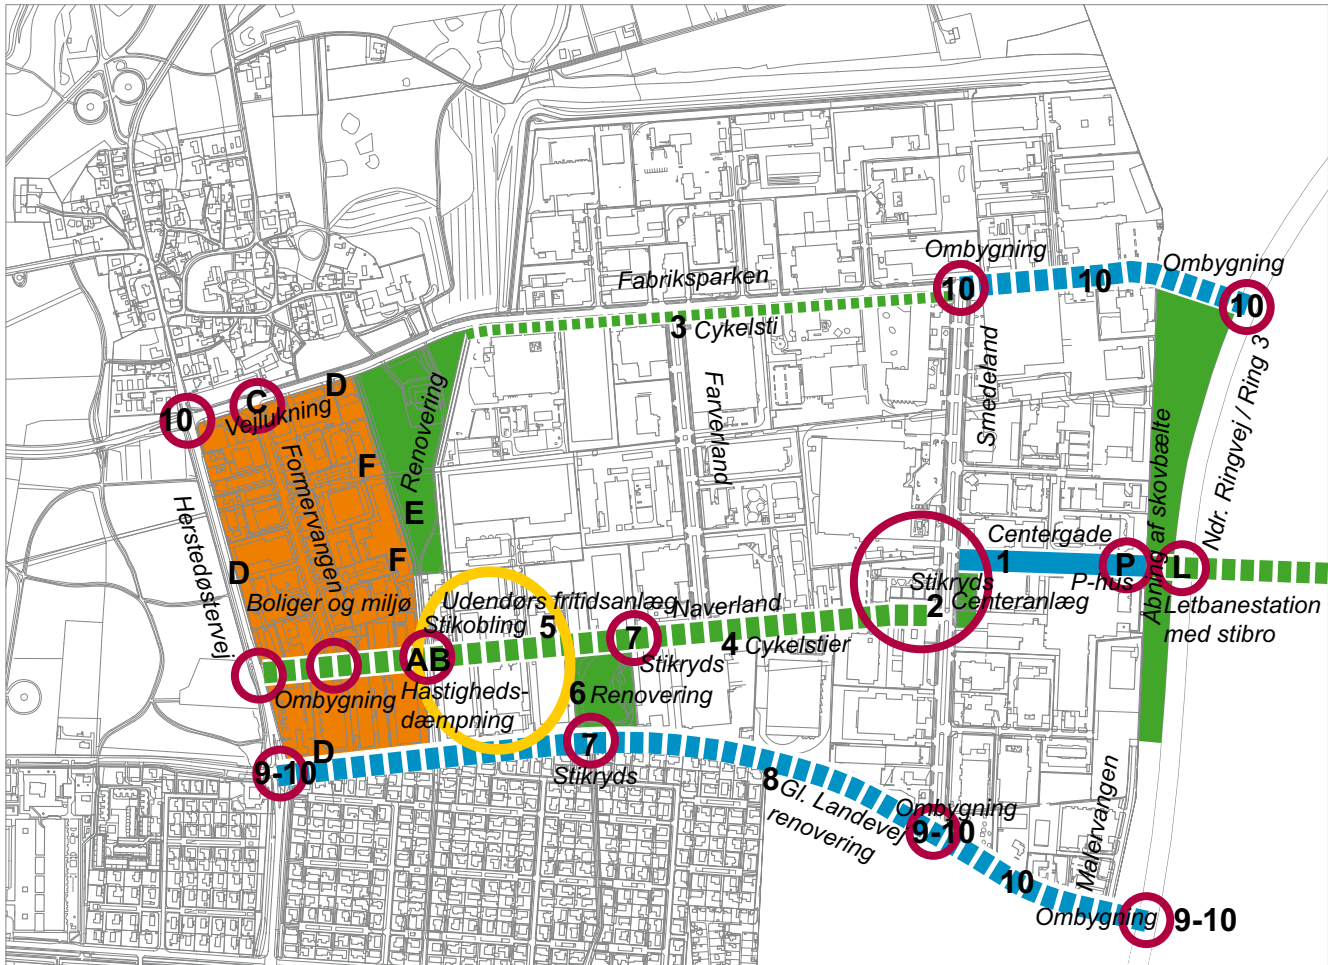 Ombygning
Ombygning
Fabriksparken
10
10
10
3 Cykelsti
Smedeland
Ndr. Ringvej / Ring 3
Farverland
Renovering
D
C
10
Vejlukning
Formervangen
F
E
Herstedøstervej
F
D
Åbning af skovbælte
Centergade
1
P
L
P-hus
Stikryds
2
Centeranlæg
Letbanestation
med stibro
Boliger og miljø
Udendørs fritidsanlæg
Naverland
Stikobling
5
7
4 Cykelstier
AB
Stikryds
Ombygning
Hastigheds-
dæmpning
6 Renovering
D
9-10
7
Stikryds
8
Gl. Landevej
renovering
Ombygning
9-10
10
Malervangen
Ombygning
9-10